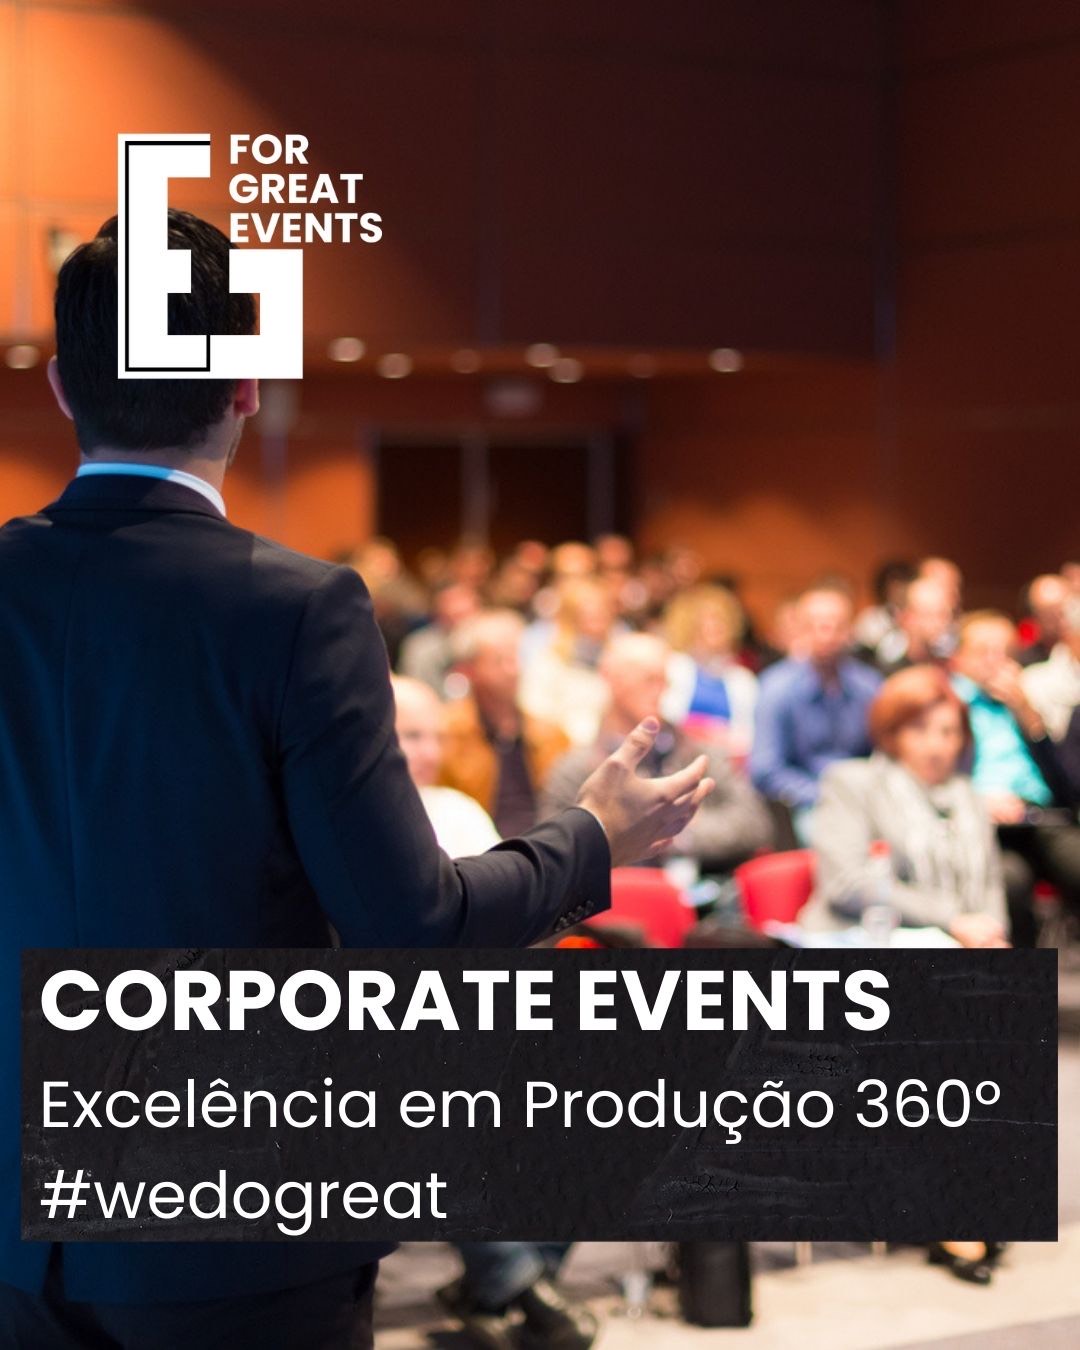 FOR
GREAT
EVENTS
CORPORATE EVENTS
Excelência em Produção 360º
#wedogreat